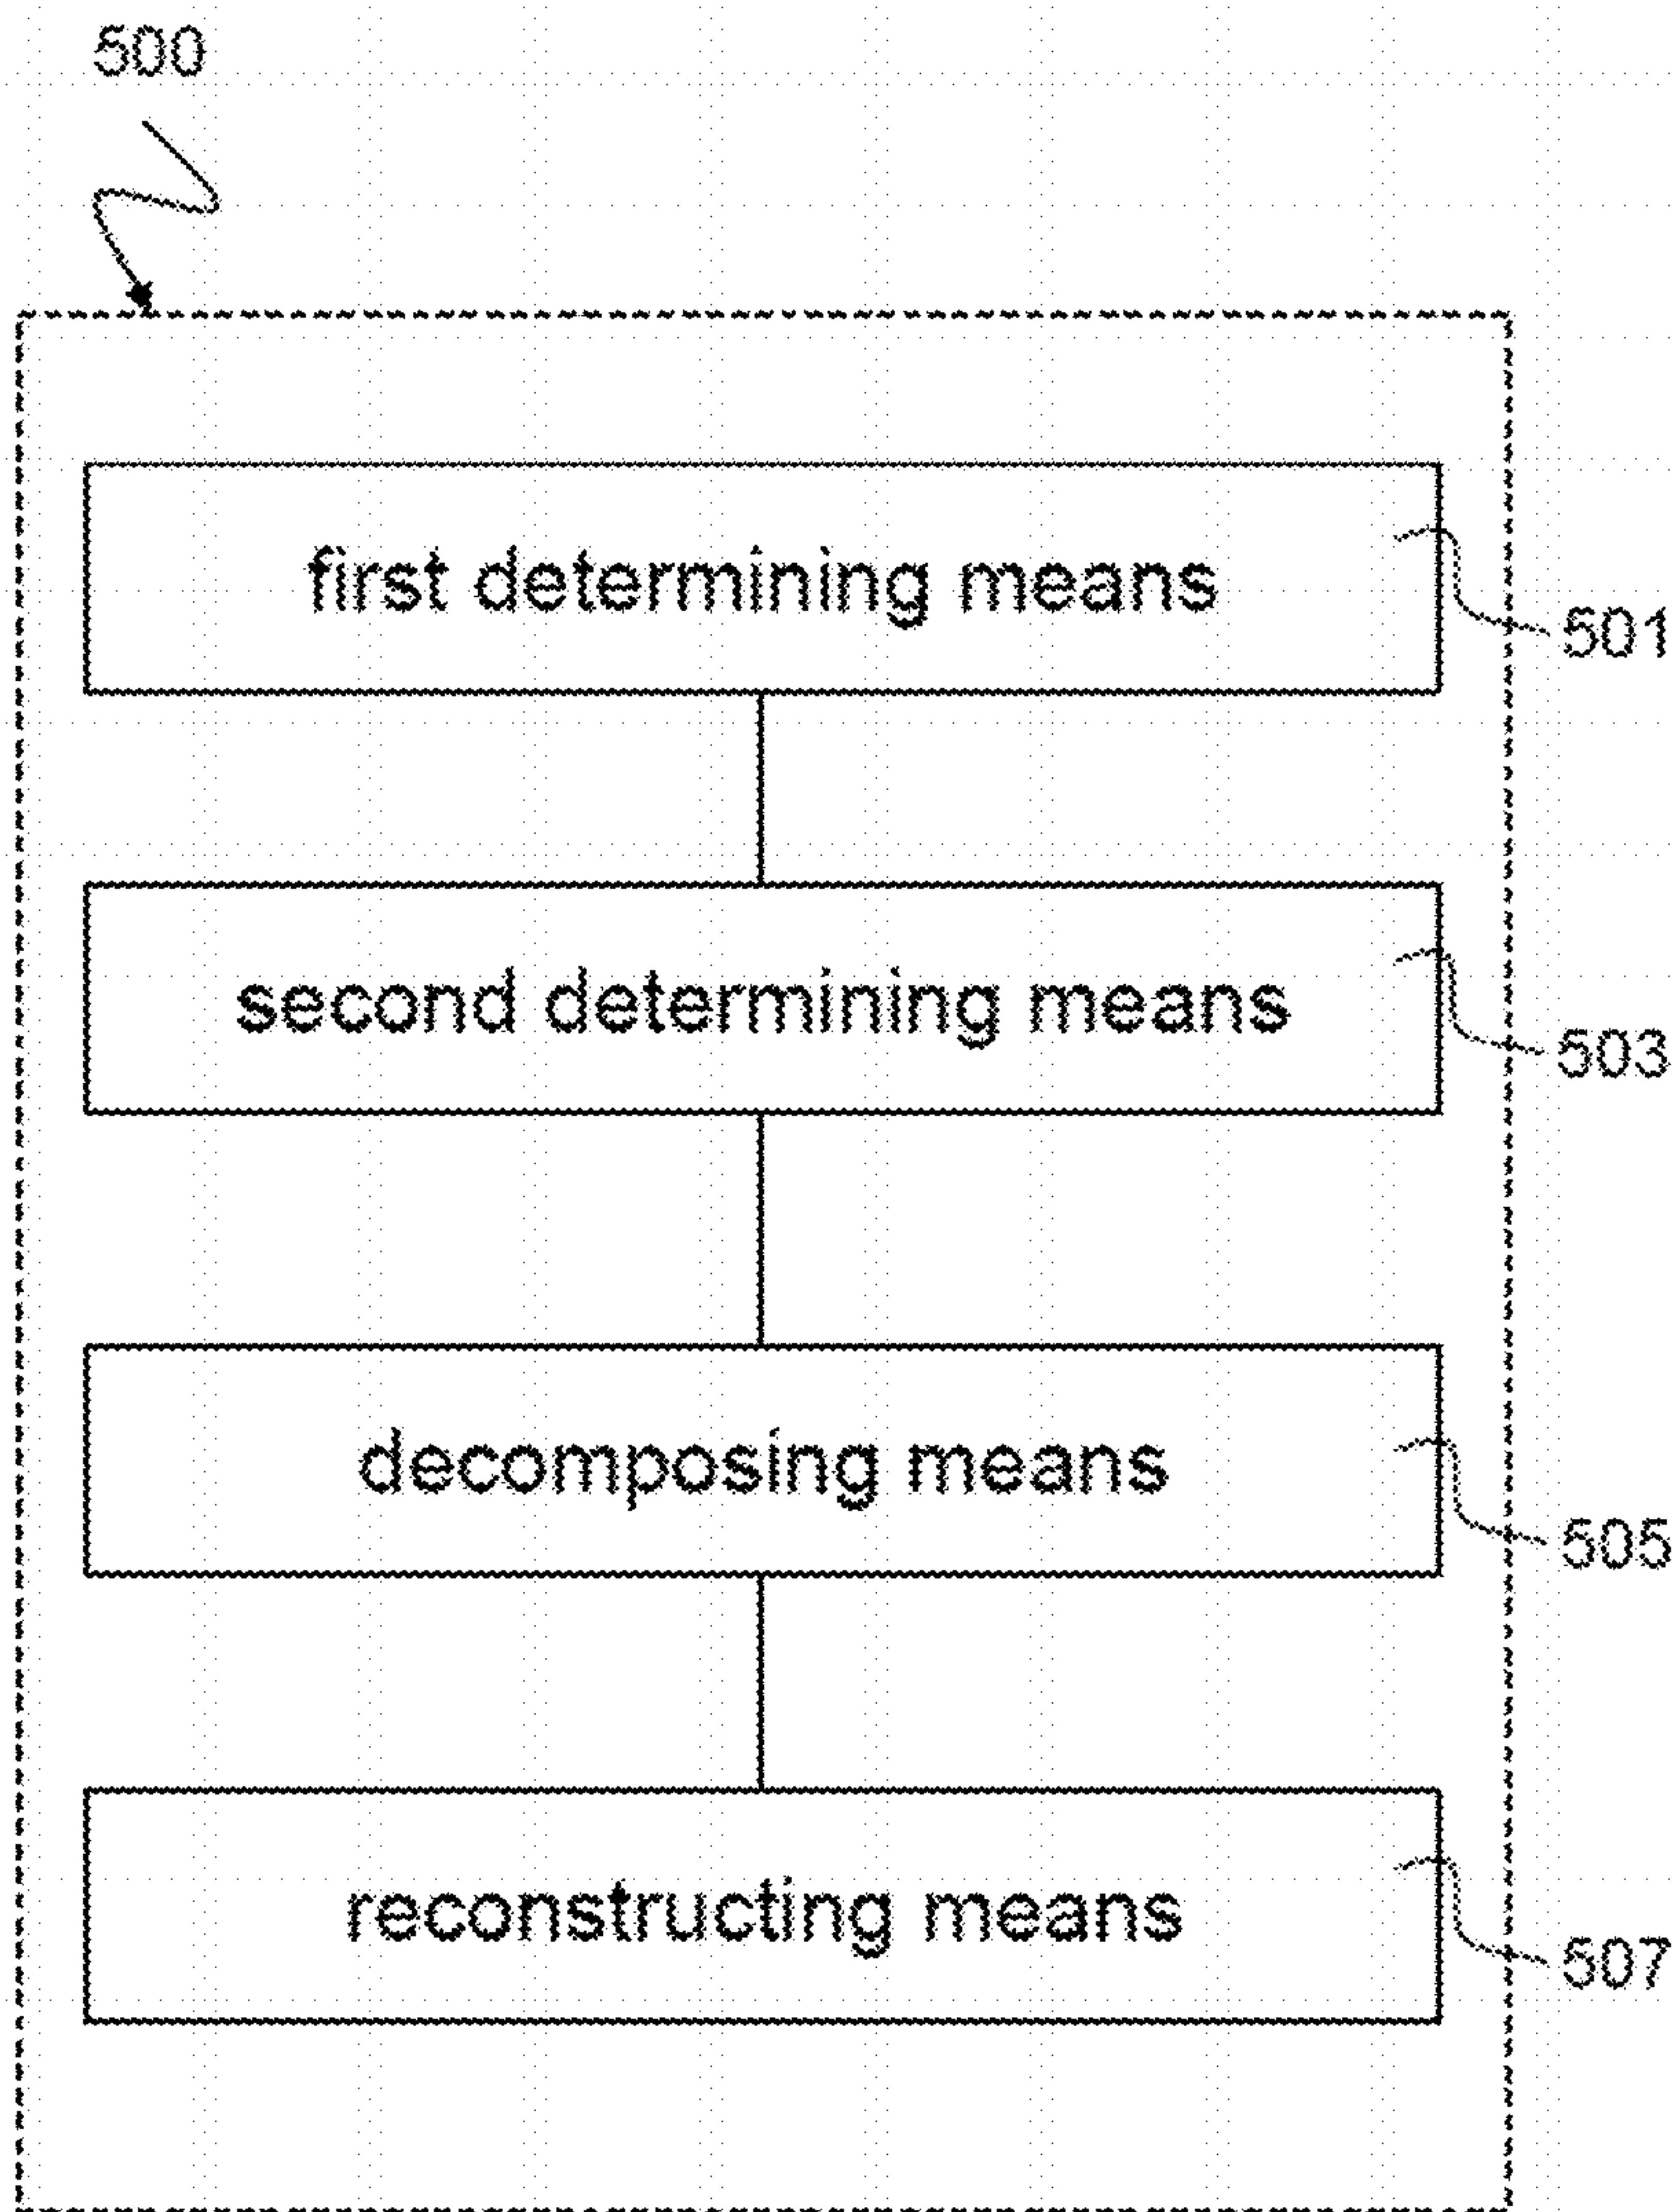 500
first determining means
501
second determining means
503
decomposing means
505
reconstructing means
507